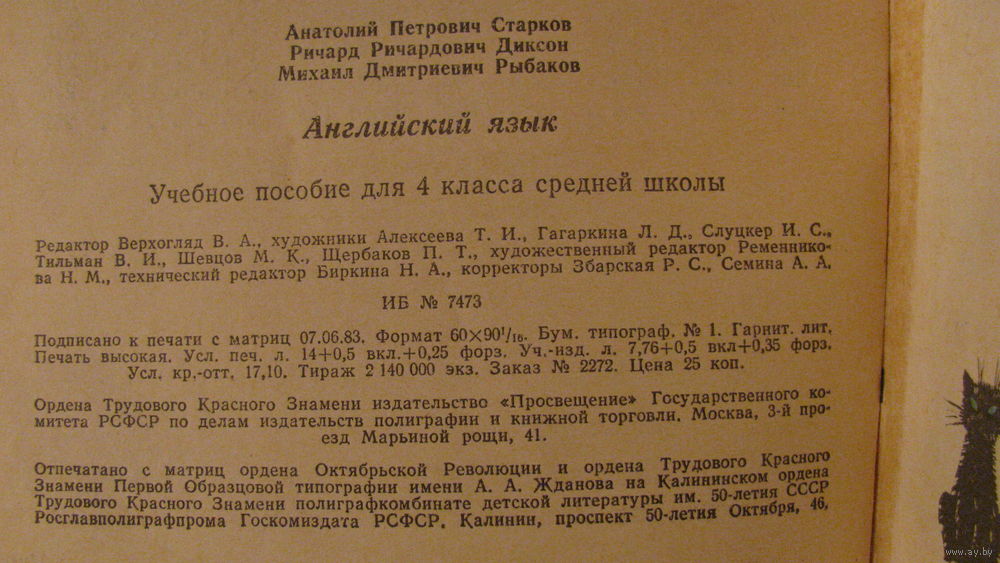 Анатолий Петрович Старков
Ричард Ричардович Диксон
Михаил Дмитриевич Рыбаков
Английский язык
Учебное пособие для 4 класса средней школы
Редактор Верхогляд В. А., художники Алексеева Т. И., Гагаркина Л. Д., Слуцкер И. С.,
Тильман В. И., Шевцов М. К., Щербаков П. Т., художественный редактор Ременнико-
ва Н. М., технический редактор Биркина Н. А., корректоры Збарская Р. С., Семина А. А.
ИБ № 7473
Подписано к печати с матриц 07.06.83. Формат 60×90¹/₁₆. Бум. типограф. № 1. Гарнит. лит.
Печать высокая. Усл. печ. л. 14+0,5 вкл.+0,25 форз. Уч.-изд. л. 7,76+0,5 вкл+0,35 форз.
Усл. кр.-отт. 17,10. Тираж 2 140 000 экз. Заказ № 2272. Цена 25 коп.
Ордена Трудового Красного Знамени издательство «Просвещение» Государственного ко-
митета РСФСР по делам издательств полиграфии и книжной торговли. Москва, 3-й про-
езд Марьиной рощи, 41.
Отпечатано с матриц ордена Октябрьской Революции и ордена Трудового Красного
Знамени Первой Образцовой типографии имени А. А. Жданова на Калининском ордена
Трудового Красного Знамени полиграфкомбинате детской литературы им. 50-летия СССР
Росглавполиграфпрома Госкомиздата РСФСР. Калинин, проспект 50-летия Октября, 46.
www.ay.by